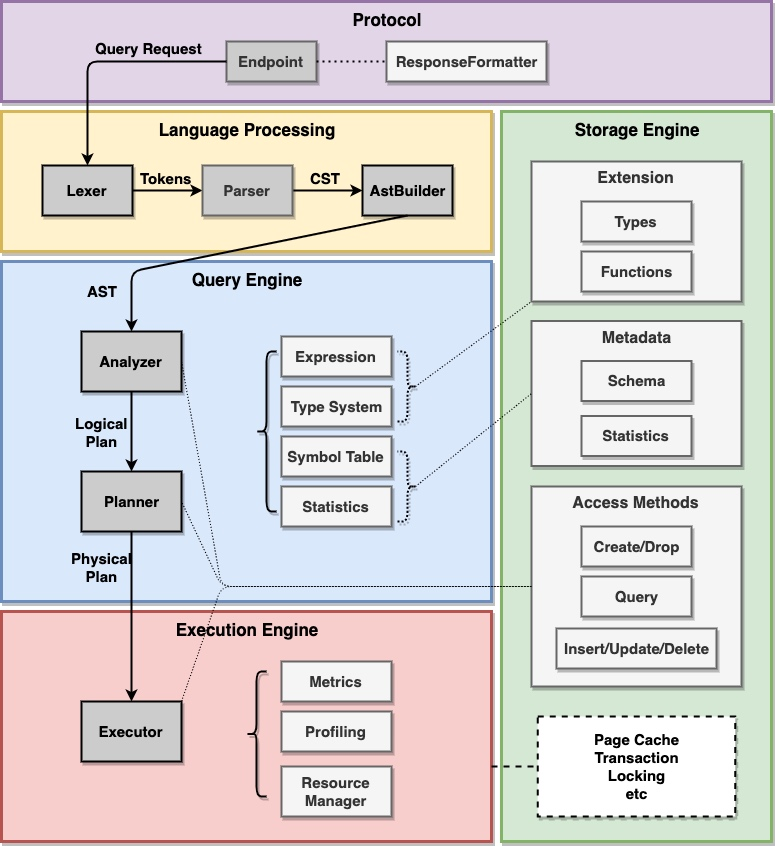 Protocol
Query Request
Endpoint
ResponseFormatter
Language Processing
Lexer
Tokens
Parser
CST
AstBuilder
Query Engine
AST
Analyzer
Logical
Plan
Planner
Physical
Plan
Expression
Type System
Symbol Table
Statistics
Execution Engine
Executor
Metrics
Profiling
Resource
Manager
Storage Engine
Extension
Types
Functions
Metadata
Schema
Statistics
Access Methods
Create/Drop
Query
Insert/Update/Delete
Page Cache
Transaction
Locking
etc